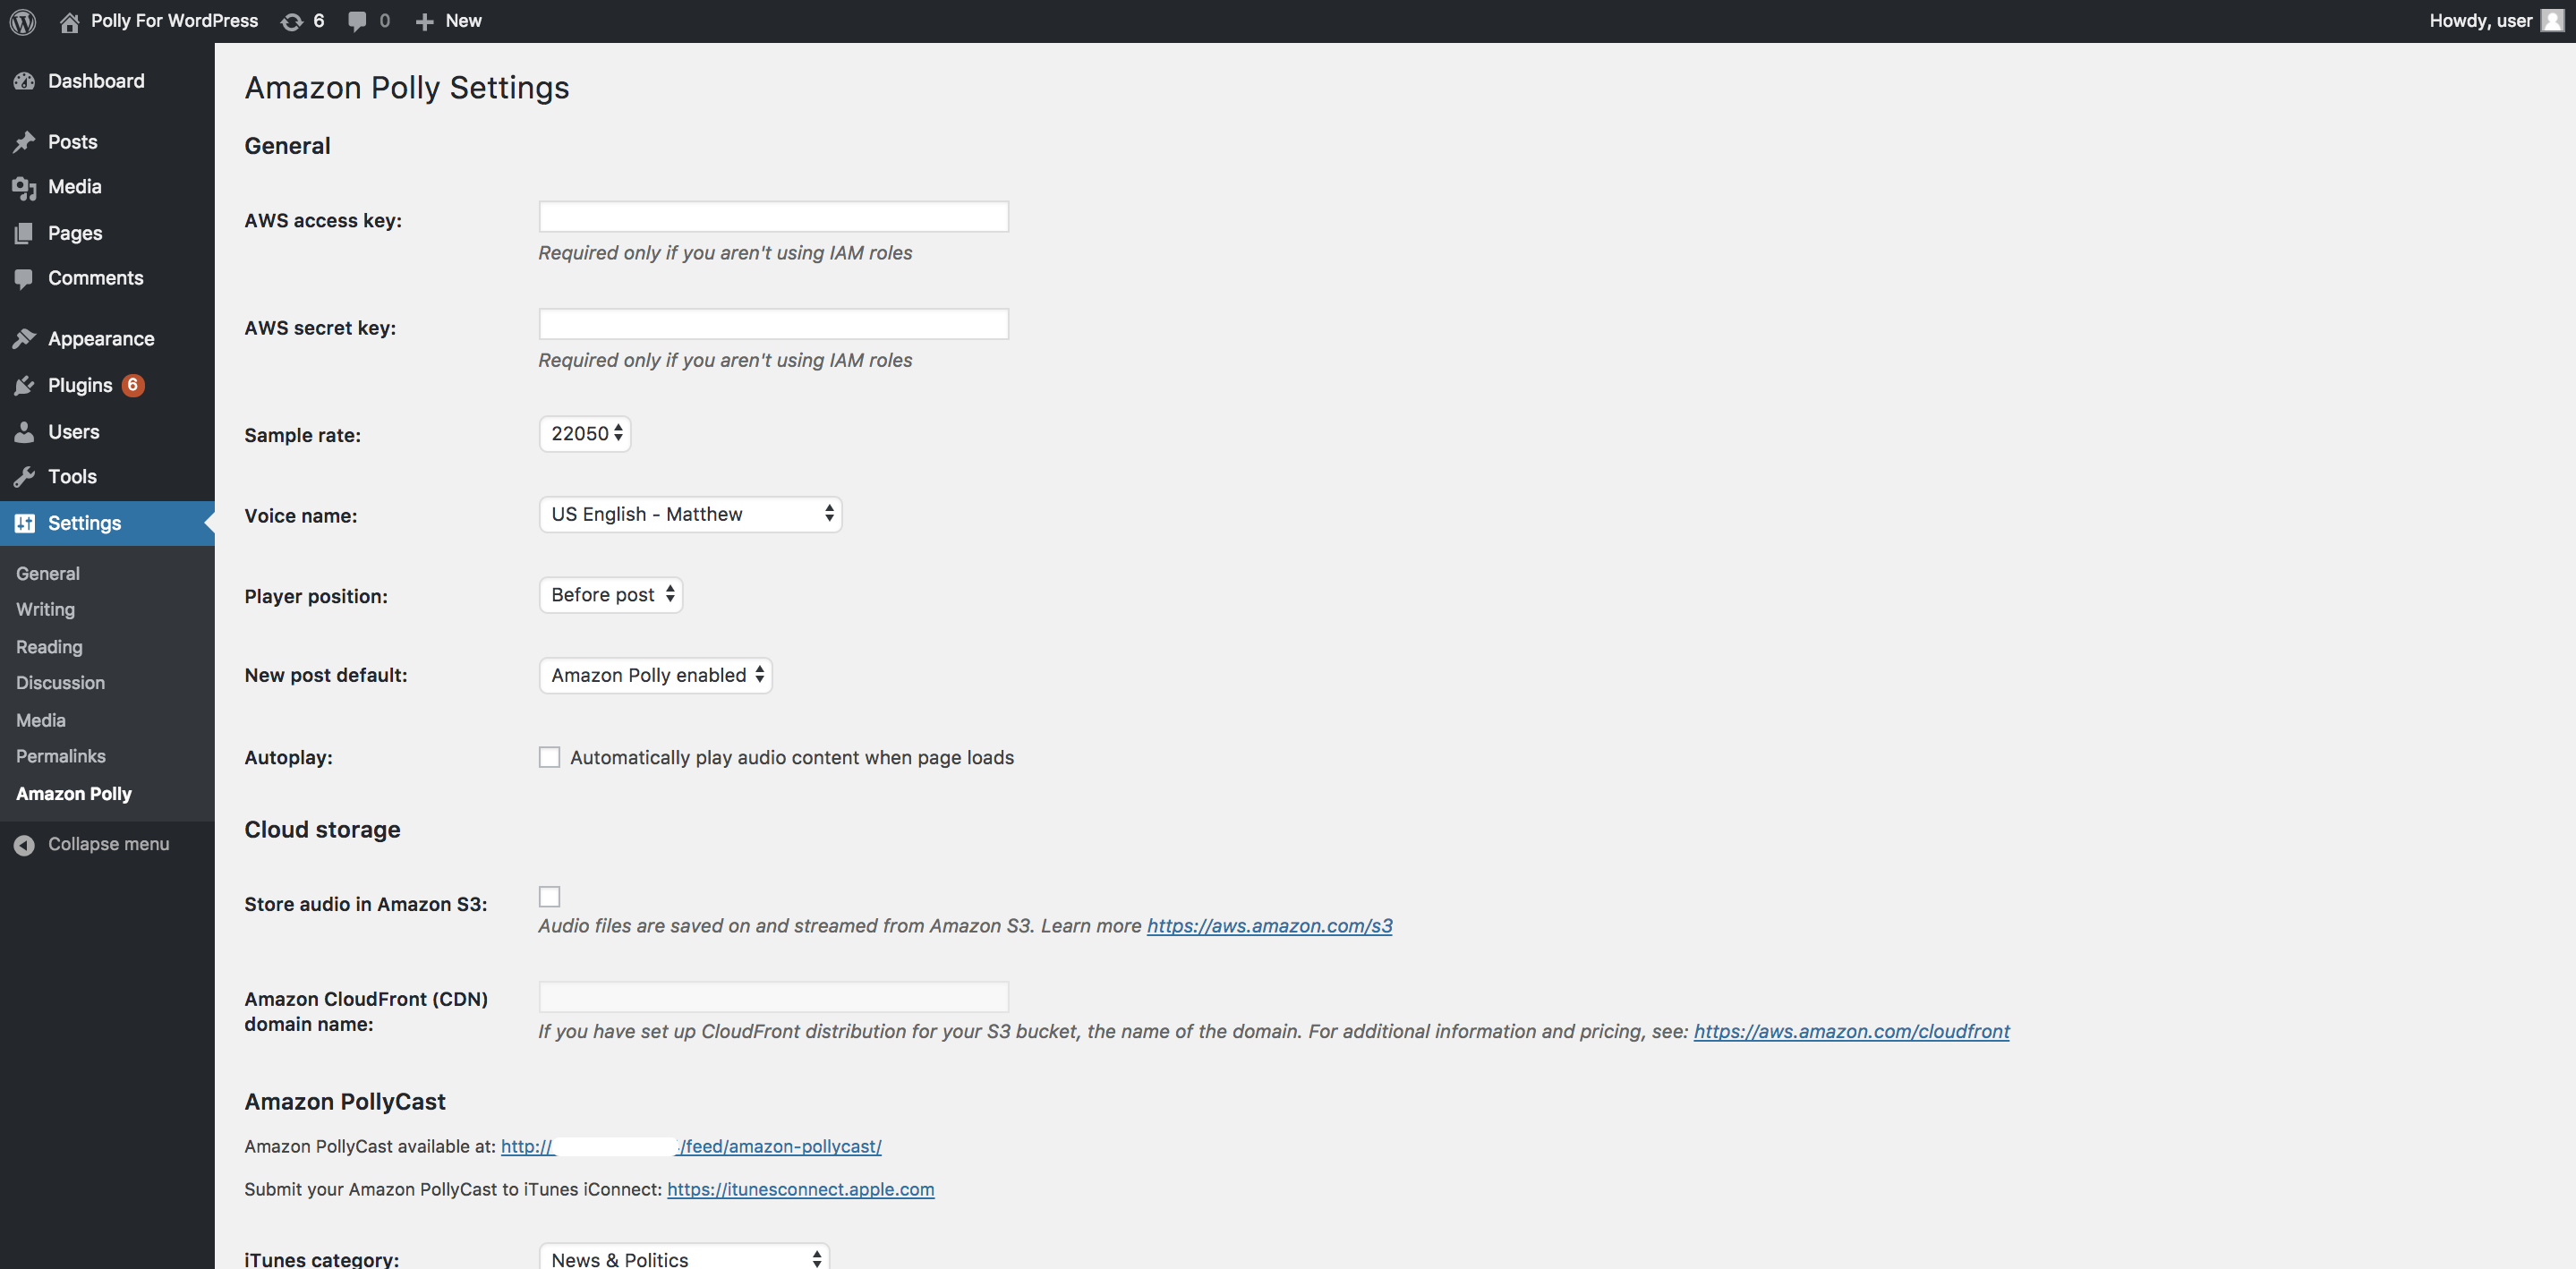 Polly For WordPress 6 0 New Howdy, user
Dashboard
Posts
Media
Pages
Comments
Appearance
Plugins 6
Users
Tools
Settings
General
Writing
Reading
Discussion
Media
Permalinks
Amazon Polly
Collapse menu
Amazon Polly Settings
General
AWS access key:
Required only if you aren't using IAM roles
AWS secret key:
Required only if you aren't using IAM roles
Sample rate: 22050
Voice name: US English - Matthew
Player position: Before post
New post default: Amazon Polly enabled
Autoplay: Automatically play audio content when page loads
Cloud storage
Store audio in Amazon S3:
Audio files are saved on and streamed from Amazon S3. Learn more https://aws.amazon.com/s3
Amazon CloudFront (CDN)
domain name:
If you have set up CloudFront distribution for your S3 bucket, the name of the domain. For additional information and pricing, see: https://aws.amazon.com/cloudfront
Amazon PollyCast
Amazon PollyCast available at: http:// /feed/amazon-pollycast/
Submit your Amazon PollyCast to iTunes iConnect: https://itunesconnect.apple.com
iTunes category: News & Politics